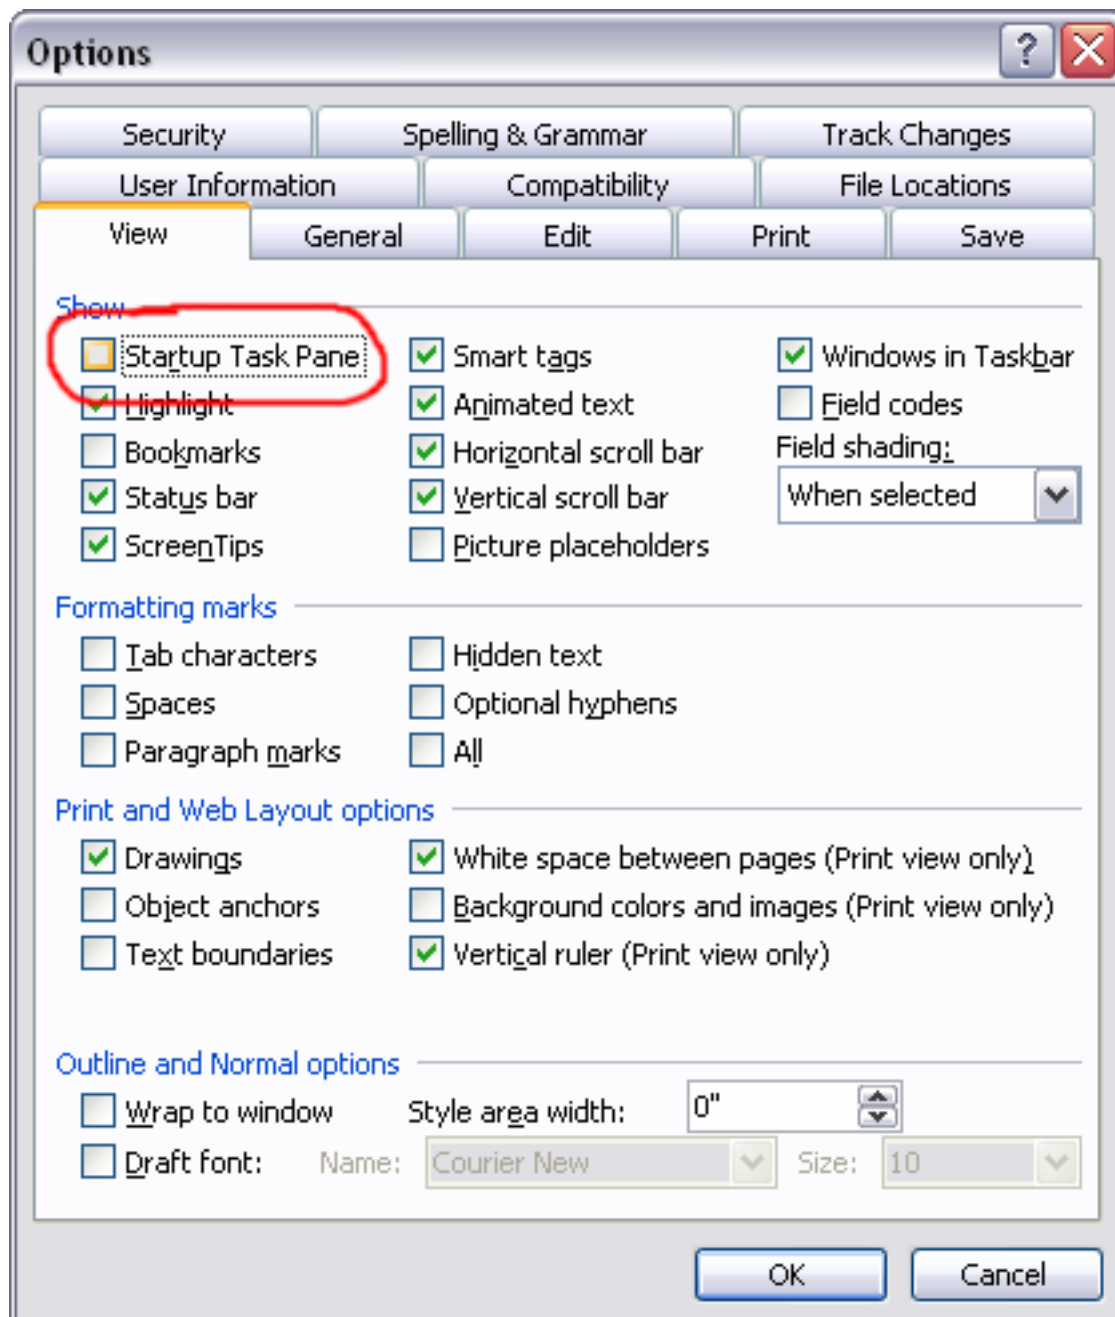 Options
Security Spelling & Grammar Track Changes
User Information Compatibility File Locations
View General Edit Print Save
Show
Startup Task Pane Smart tags Windows in Taskbar
Highlight Animated text Field codes
Bookmarks Horizontal scroll bar Field shading:
Status bar Vertical scroll bar When selected
ScreenTips Picture placeholders
Formatting marks
Tab characters Hidden text
Spaces Optional hyphens
Paragraph marks All
Print and Web Layout options
Drawings White space between pages (Print view only)
Object anchors Background colors and images (Print view only)
Text boundaries Vertical ruler (Print view only)
Outline and Normal options
Wrap to window Style area width: 0"
Draft font: Name: Courier New Size: 10
OK Cancel